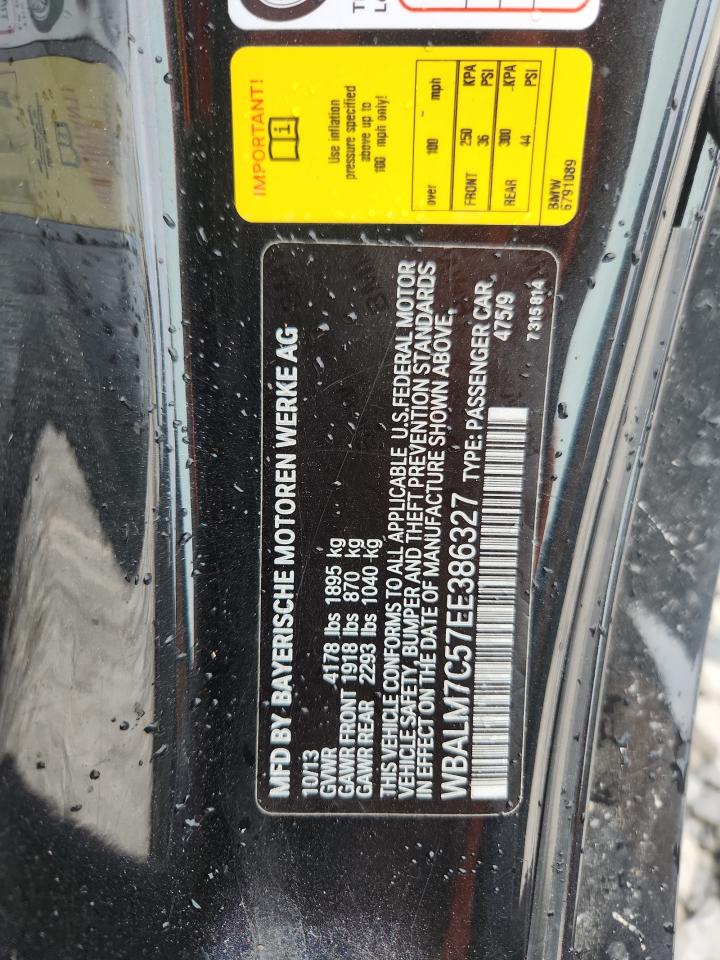 IMPORTANT!
Use inflation
pressure specified
above up to
100 mph only!
over 100 mph
FRONT 250 KPA
36 PSI
REAR 300 KPA
44 PSI
BMW
6791089
MFD BY BAYERISCHE MOTOREN WERKE AG
10/13
GVWR 4178 lbs 1895 kg
GAWR FRONT 1918 lbs 870 kg
GAWR REAR 2293 lbs 1040 kg
THIS VEHICLE CONFORMS TO ALL APPLICABLE U.S. FEDERAL MOTOR
VEHICLE SAFETY, BUMPER AND THEFT PREVENTION STANDARDS
IN EFFECT ON THE DATE OF MANUFACTURE SHOWN ABOVE.
WBALM7C57EE386327 TYPE: PASSENGER CAR
475/9
7 315 814